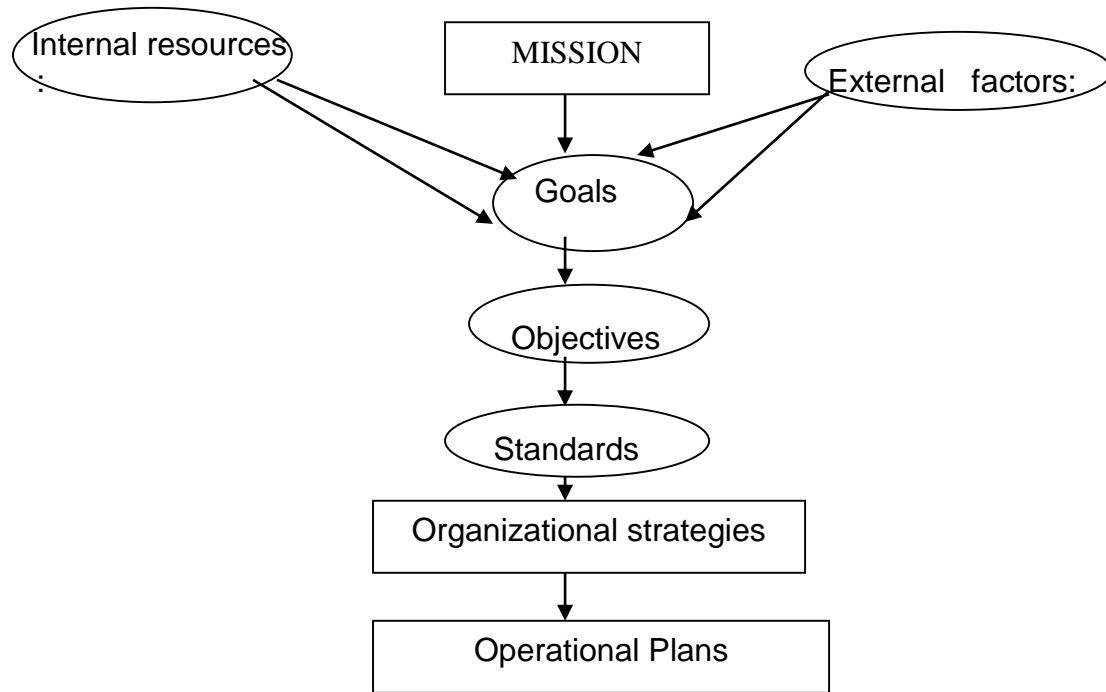 Internal resources
:
MISSION
External factors:
Goals
Objectives
Standards
Organizational strategies
Operational Plans